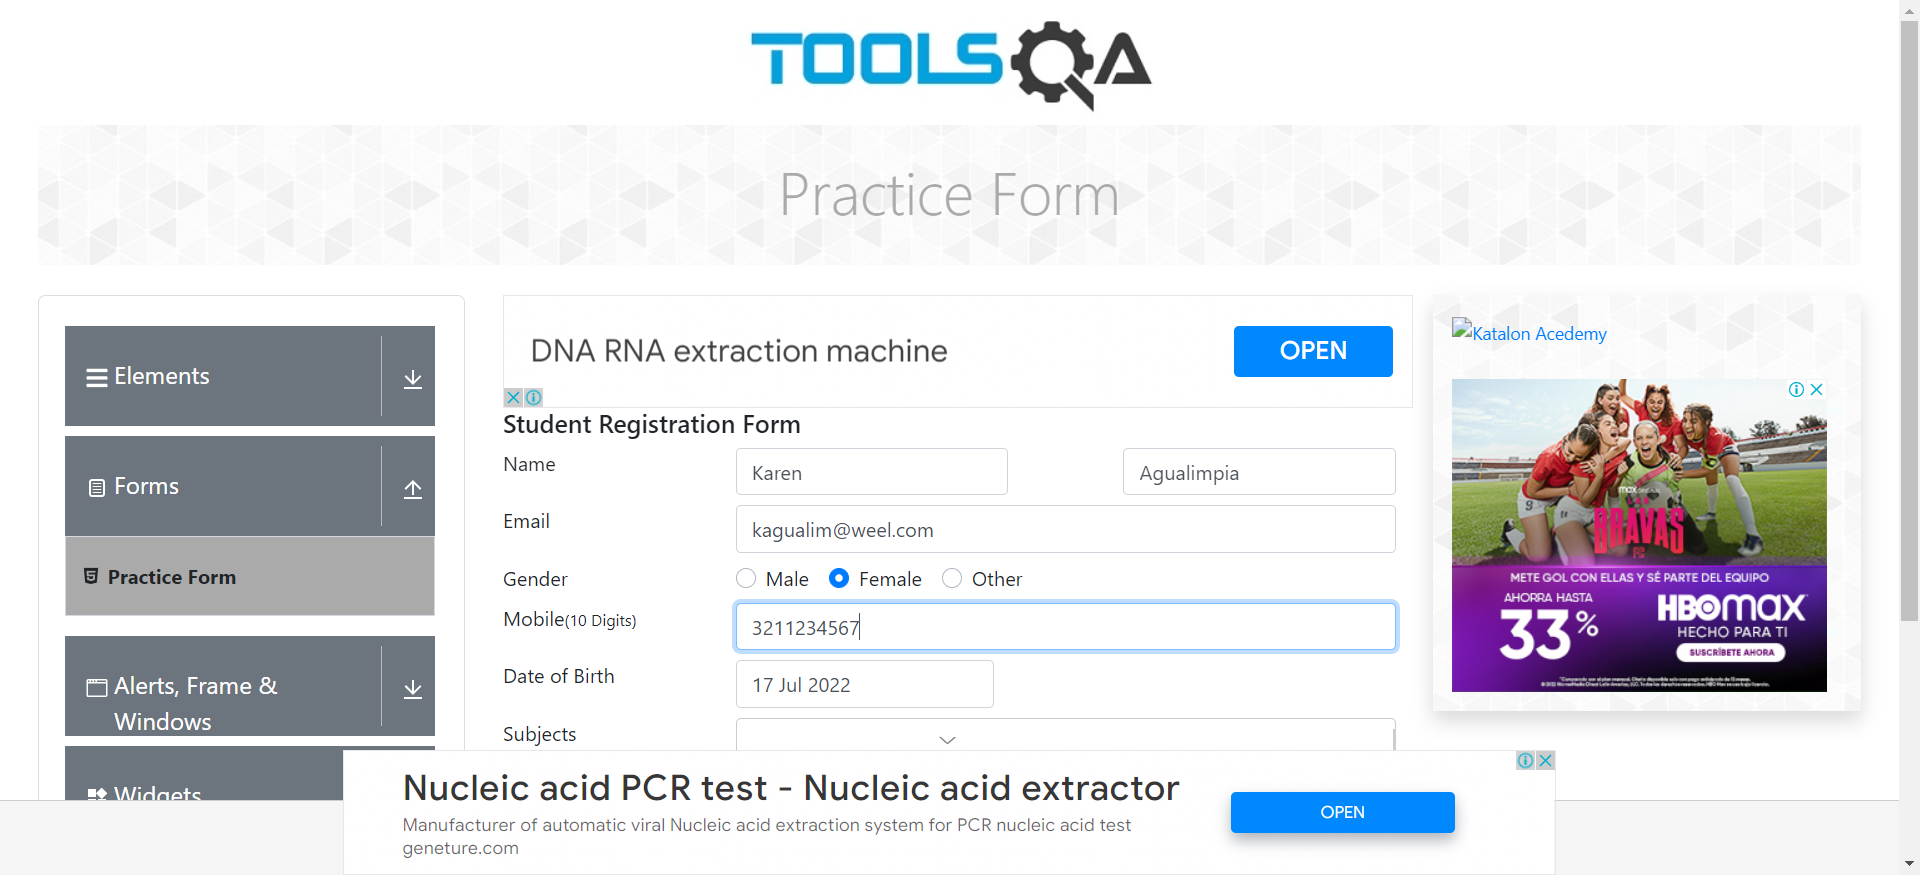 TOOLSQA
Practice Form
Elements
Forms
Practice Form
Alerts, Frame &
Windows
Widgets
DNA RNA extraction machine
OPEN
Student Registration Form
Name
Karen
Agualimpia
Email
kagualim@weel.com
Gender
Male
Female
Other
Mobile(10 Digits)
3211234567
Date of Birth
17 Jul 2022
Subjects
Katalon Acedemy
BRAVAS
FC
METE GOL CON ELLAS Y SÉ PARTE DEL EQUIPO
AHORRA HASTA
33%
HBOMAX
HECHO PARA TI
SUSCRÍBETE AHORA
Nucleic acid PCR test - Nucleic acid extractor
Manufacturer of automatic viral Nucleic acid extraction system for PCR nucleic acid test
geneture.com
OPEN